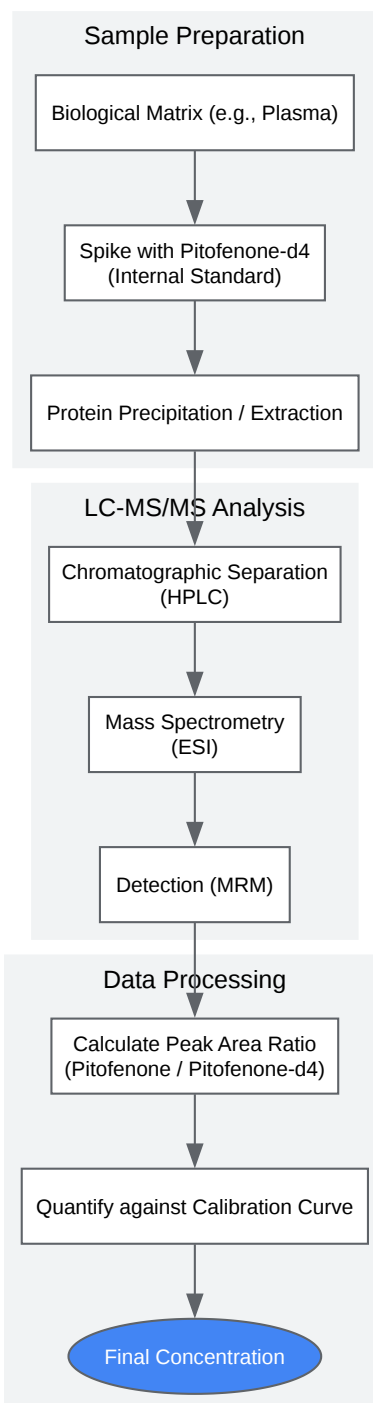 Sample Preparation
Biological Matrix (e.g., Plasma)
Spike with Pitofenone-d4
(Internal Standard)
Protein Precipitation / Extraction
LC-MS/MS Analysis
Chromatographic Separation
(HPLC)
Mass Spectrometry
(ESI)
Detection (MRM)
Data Processing
Calculate Peak Area Ratio
(Pitofenone / Pitofenone-d4)
Quantify against Calibration Curve
Final Concentration